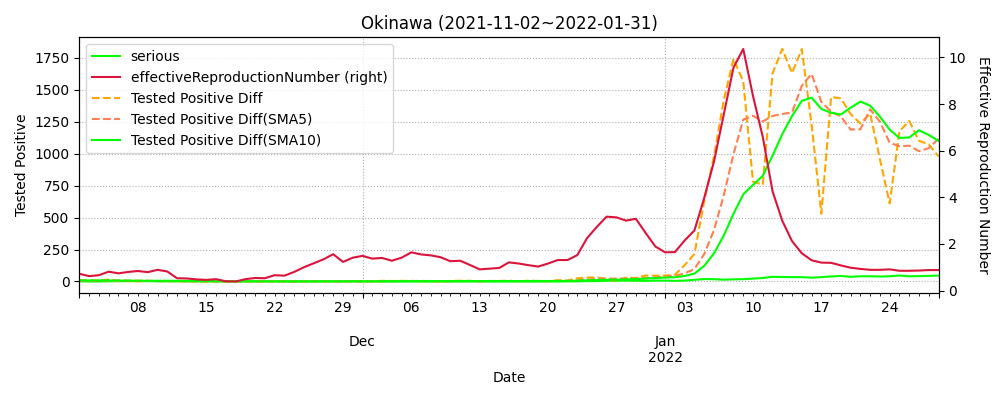 Okinawa (2021-11-02~2022-01-31)
serious
effectiveReproductionNumber (right)
Tested Positive Diff
Tested Positive Diff(SMA5)
Tested Positive Diff(SMA10)
Tested Positive
1750
1500
1250
1000
750
500
250
0
10
8
6
4
2
0
Effective Reproduction Number
08 15 22 29 06 13 20 27 03 10 17 24
Dec Jan
2022
Date